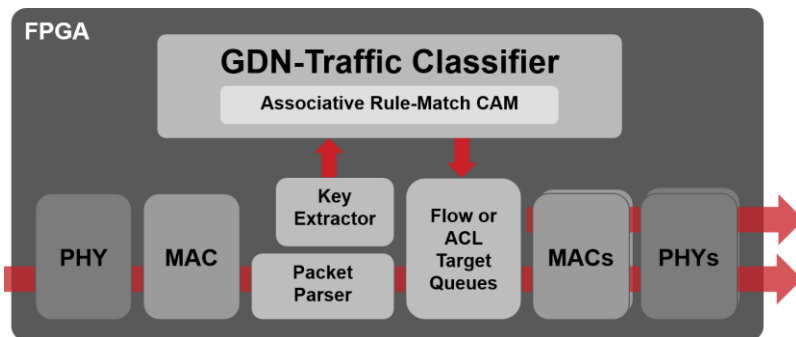 FPGA
GDN-Traffic Classifier
Associative Rule-Match CAM
PHY
MAC
Key
Extractor
Packet
Parser
Flow or
ACL
Target
Queues
MACs
PHYs